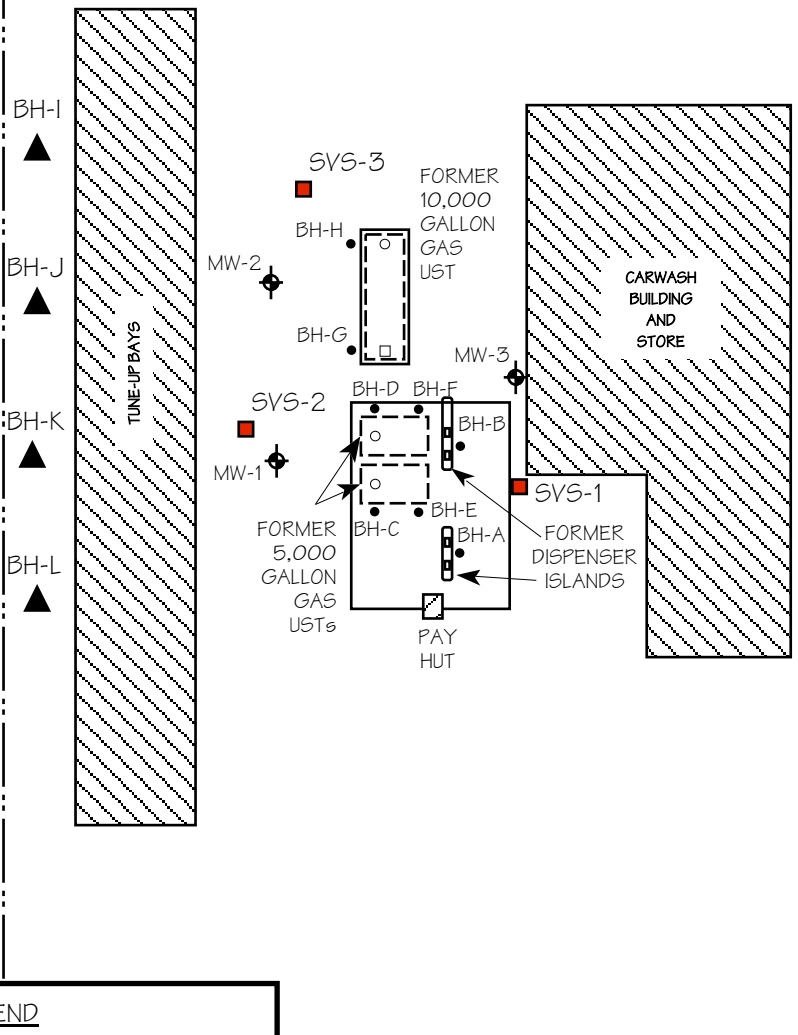 BH-I
SVS-3
FORMER
10,000
GALLON
GAS
UST
BH-H
MW-2
BH-J
CARWASH
BUILDING
AND
STORE
TUNE-UP BAYS
BH-G
MW-3
BH-D
BH-F
SVS-2
BH-K
BH-B
MW-1
SVS-1
BH-C
BH-E
FORMER
5,000
GALLON
GAS
USTs
BH-A
FORMER
DISPENSER
ISLANDS
BH-L
PAY
HUT
END